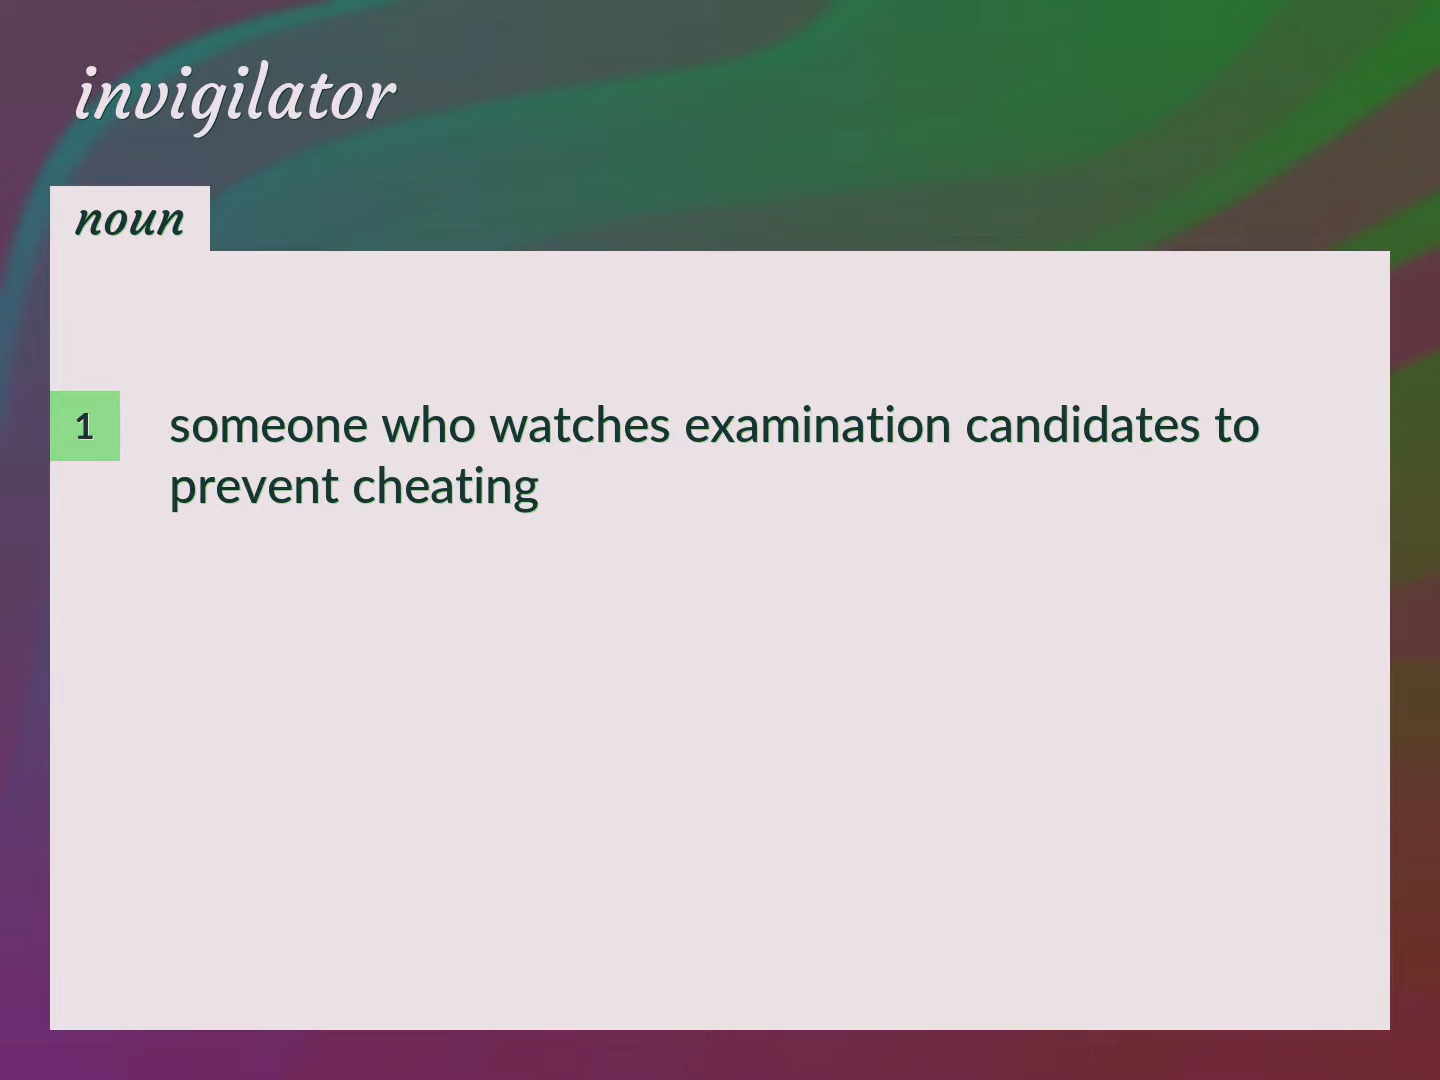 invigilator
noun
1 someone who watches examination candidates to
prevent cheating